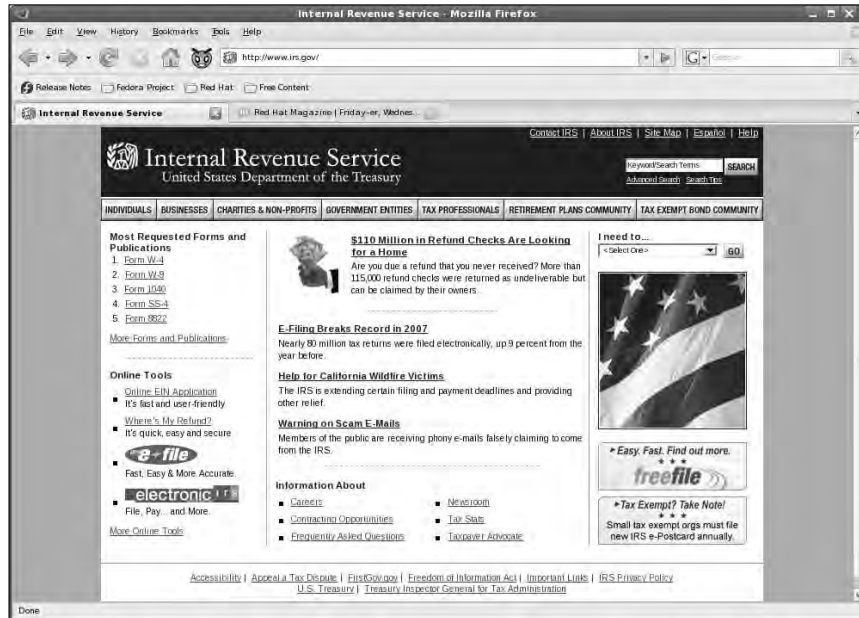 Internal Revenue Service - Mozilla Firefox
File Edit View History Bookmarks Tools Help
http://www.irs.gov/
G
Release Notes Fedora Project Red Hat Free Content
Internal Revenue Service
Red Hat Magazine | Friday-er, Wednes...
Contact IRS | About IRS | Site Map | Español | Help
Internal Revenue Service
United States Department of the Treasury
Keyword/Search Terms SEARCH
Advanced Search Search Tips
INDIVIDUALS BUSINESSES CHARITIES & NON-PROFITS GOVERNMENT ENTITIES TAX PROFESSIONALS RETIREMENT PLANS COMMUNITY TAX EXEMPT BOND COMMUNITY
Most Requested Forms and
Publications
1. Form W-4
2. Form W-9
3. Form 1040
4. Form SS-4
5. Form 8822
More Forms and Publications
Online Tools
Online EIN Application
It's fast and user-friendly
Where's My Refund?
It's quick, easy and secure
e-file
Fast, Easy & More Accurate.
electronic IRS
File, Pay... and More.
More Online Tools
$110 Million in Refund Checks Are Looking
for a Home
Are you due a refund that you never received? More than
115,000 refund checks were returned as undeliverable but
can be claimed by their owners.
E-Filing Breaks Record in 2007
Nearly 80 million tax returns were filed electronically, up 9 percent from the
year before.
Help for California Wildfire Victims
The IRS is extending certain filing and payment deadlines and providing
other relief.
Warning on Scam E-Mails
Members of the public are receiving phony e-mails falsely claiming to come
from the IRS.
Information About
Careers
Contracting Opportunities
Frequently Asked Questions
Newsroom
Tax Stats
Taxpayer Advocate
I need to...
<Select One> GO
Easy. Fast. Find out more.
freefile
Tax Exempt? Take Note!
Small tax exempt orgs must file
new IRS e-Postcard annually.
Accessibility | Appeal a Tax Dispute | FirstGov.gov | Freedom of Information Act | Important Links | IRS Privacy Policy
U.S. Treasury | Treasury Inspector General for Tax Administration
Done